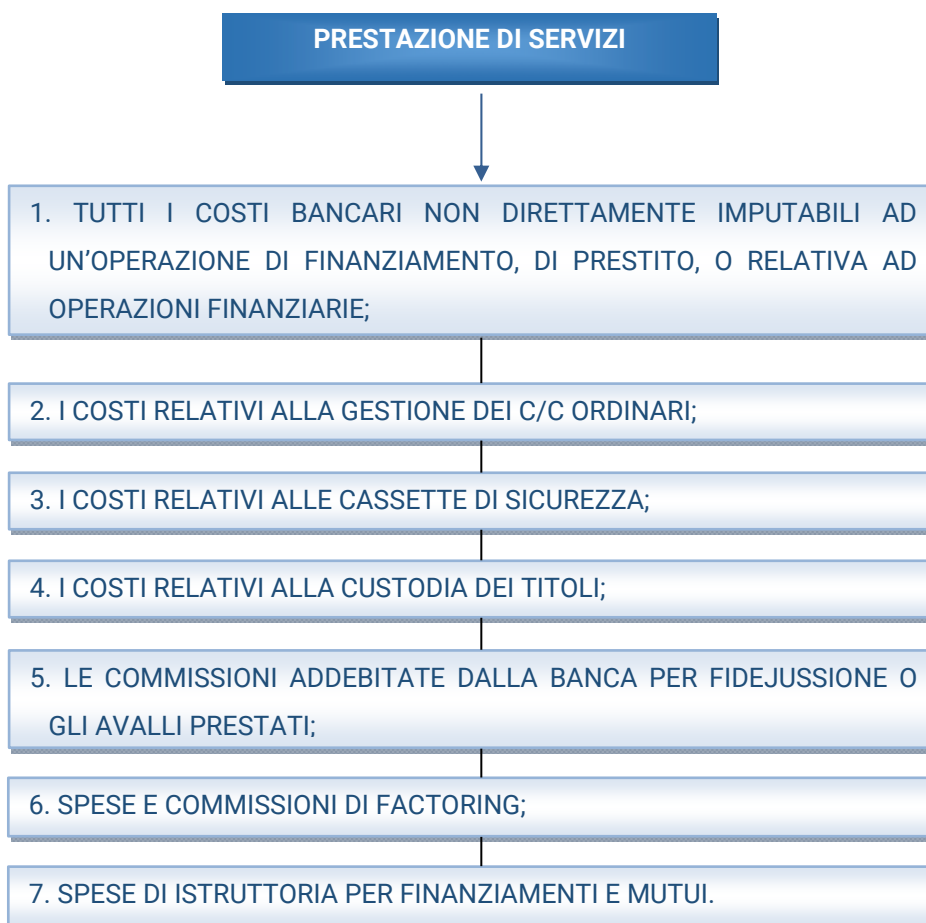 PRESTAZIONE DI SERVIZI
1. TUTTI I COSTI BANCARI NON DIRETTAMENTE IMPUTABILI AD
UN’OPERAZIONE DI FINANZIAMENTO, DI PRESTITO, O RELATIVA AD
OPERAZIONI FINANZIARIE;
2. I COSTI RELATIVI ALLA GESTIONE DEI C/C ORDINARI;
3. I COSTI RELATIVI ALLE CASSETTE DI SICUREZZA;
4. I COSTI RELATIVI ALLA CUSTODIA DEI TITOLI;
5. LE COMMISSIONI ADDEBITATE DALLA BANCA PER FIDEJUSSIONE O
GLI AVALLI PRESTATI;
6. SPESE E COMMISSIONI DI FACTORING;
7. SPESE DI ISTRUTTORIA PER FINANZIAMENTI E MUTUI.